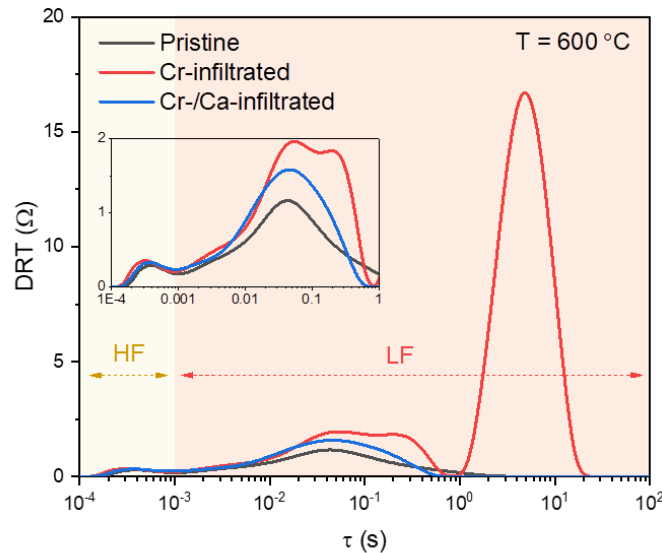 Pristine
T = 600 °C
Cr-infiltrated
Cr-/Ca-infiltrated
20
15
10
5
0
DRT (Ω)
2
1
0
1E-4
0.001
0.01
0.1
1
HF
LF
10⁻⁴
10⁻³
10⁻²
10⁻¹
10⁰
10¹
10²
τ (s)